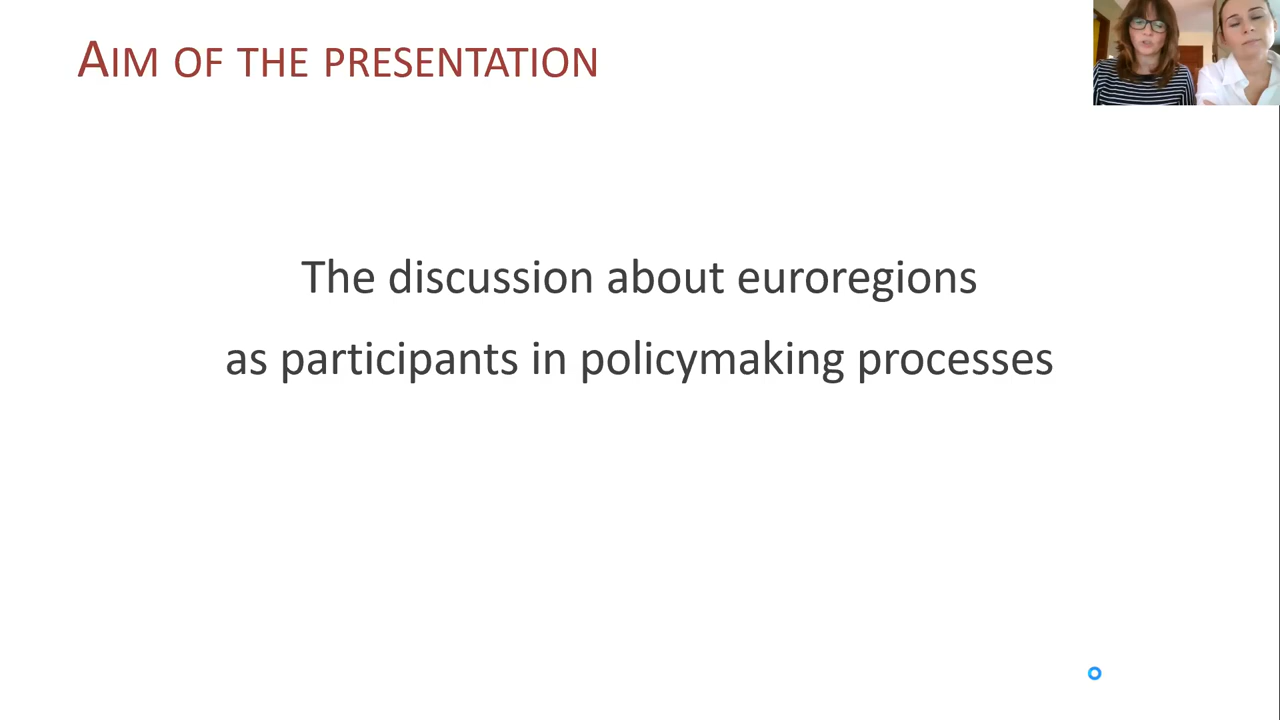 AIM OF THE PRESENTATION
The discussion about euroregions
as participants in policymaking processes